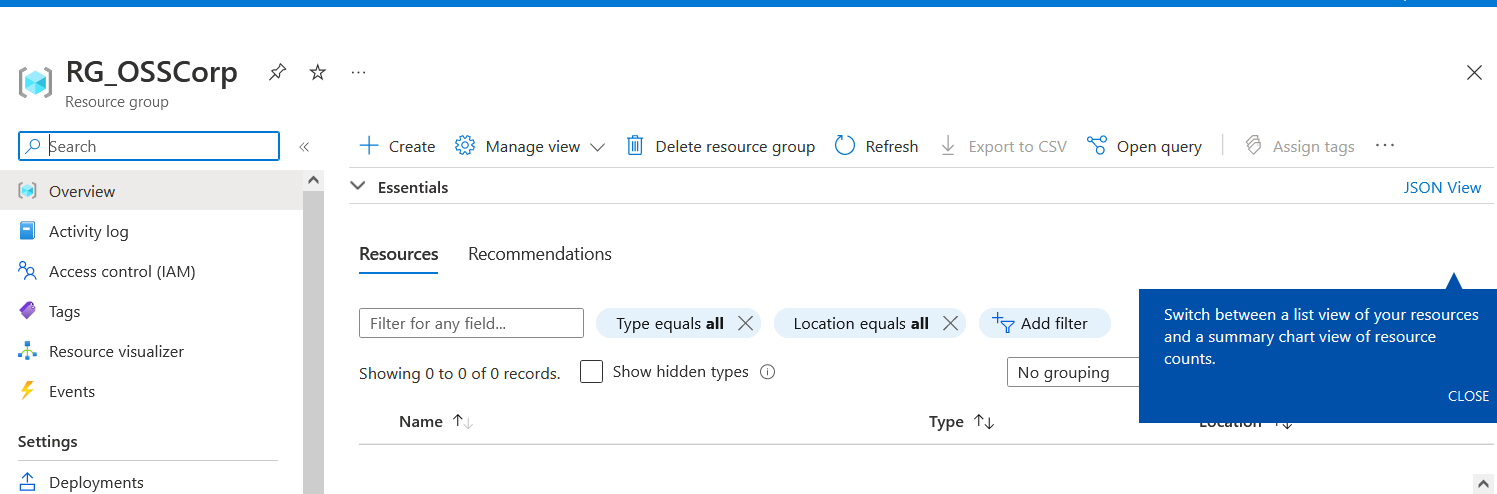 RG_OSSCorp
Resource group
Search
Create
Manage view
Delete resource group
Refresh
Export to CSV
Open query
Assign tags
Overview
Activity log
Access control (IAM)
Tags
Resource visualizer
Events
Settings
Deployments
Essentials
JSON View
Resources
Recommendations
Filter for any field...
Type equals all
Location equals all
Add filter
Switch between a list view of your resources
and a summary chart view of resource
counts.
CLOSE
Showing 0 to 0 of 0 records.
Show hidden types
No grouping
Name
Type
Location